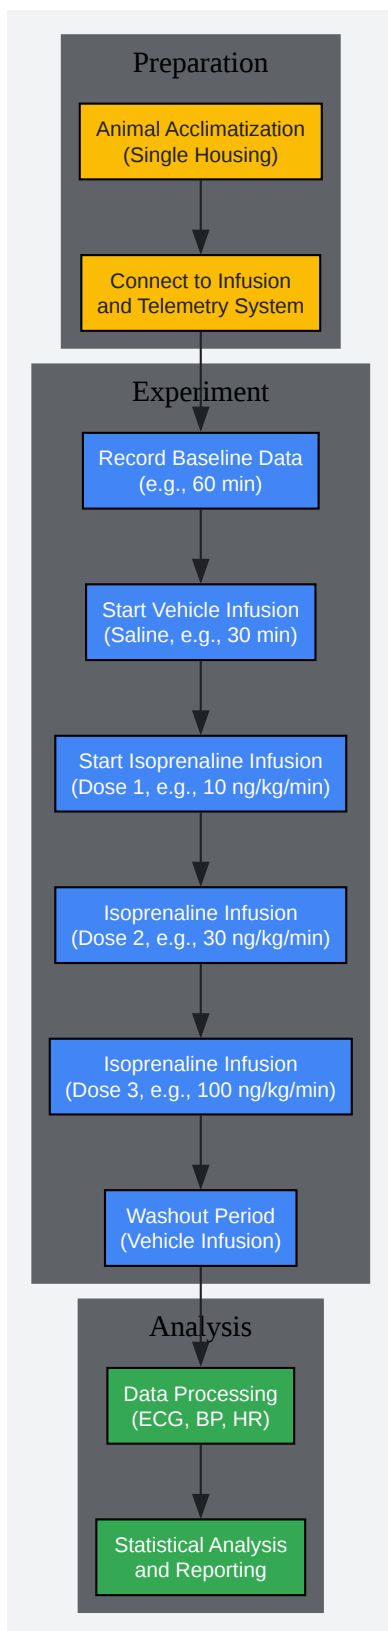 Preparation
Animal Acclimatization
(Single Housing)
Connect to Infusion
and Telemetry System
Experiment
Record Baseline Data
(e.g., 60 min)
Start Vehicle Infusion
(Saline, e.g., 30 min)
Start Isoprenaline Infusion
(Dose 1, e.g., 10 ng/kg/min)
Isoprenaline Infusion
(Dose 2, e.g., 30 ng/kg/min)
Isoprenaline Infusion
(Dose 3, e.g., 100 ng/kg/min)
Washout Period
(Vehicle Infusion)
Analysis
Data Processing
(ECG, BP, HR)
Statistical Analysis
and Reporting